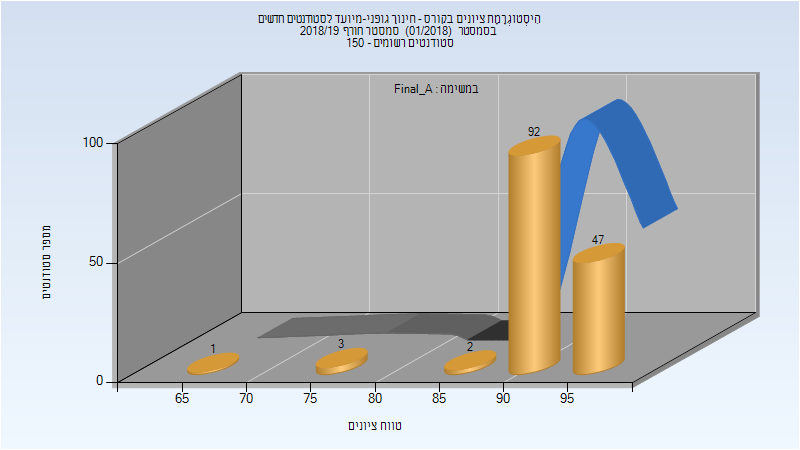 היסטוגרמת ציונים בקורס - חינוך גופני-מיועד לסטודנטים חדשים
בסמסטר (01/2018) סמסטר חורף 2018/19
סטודנטים רשומים - 150
במשימה : Final_A
מספר סטודנטים
100
50
0
1
3
2
92
47
65
70
75
80
85
90
95
טווח ציונים